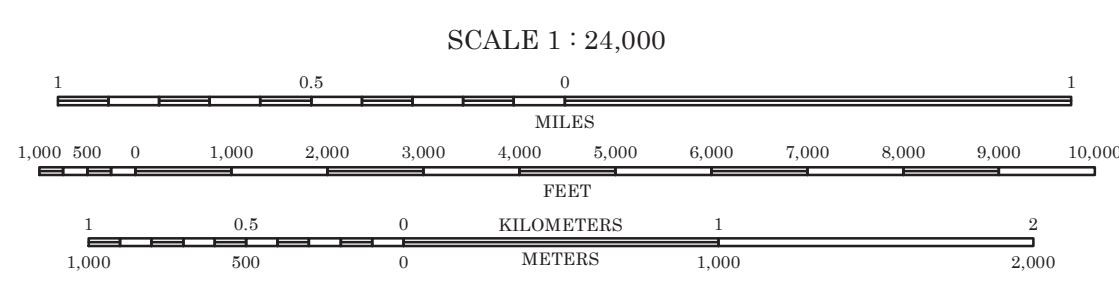 SCALE 1 : 24,000
1 0.5 0 1
MILES
1,000 500 0 1,000 2,000 3,000 4,000 5,000 6,000 7,000 8,000 9,000 10,000
FEET
1 0.5 0 KILOMETERS 1 2
1,000 500 0 METERS 1,000 2,000